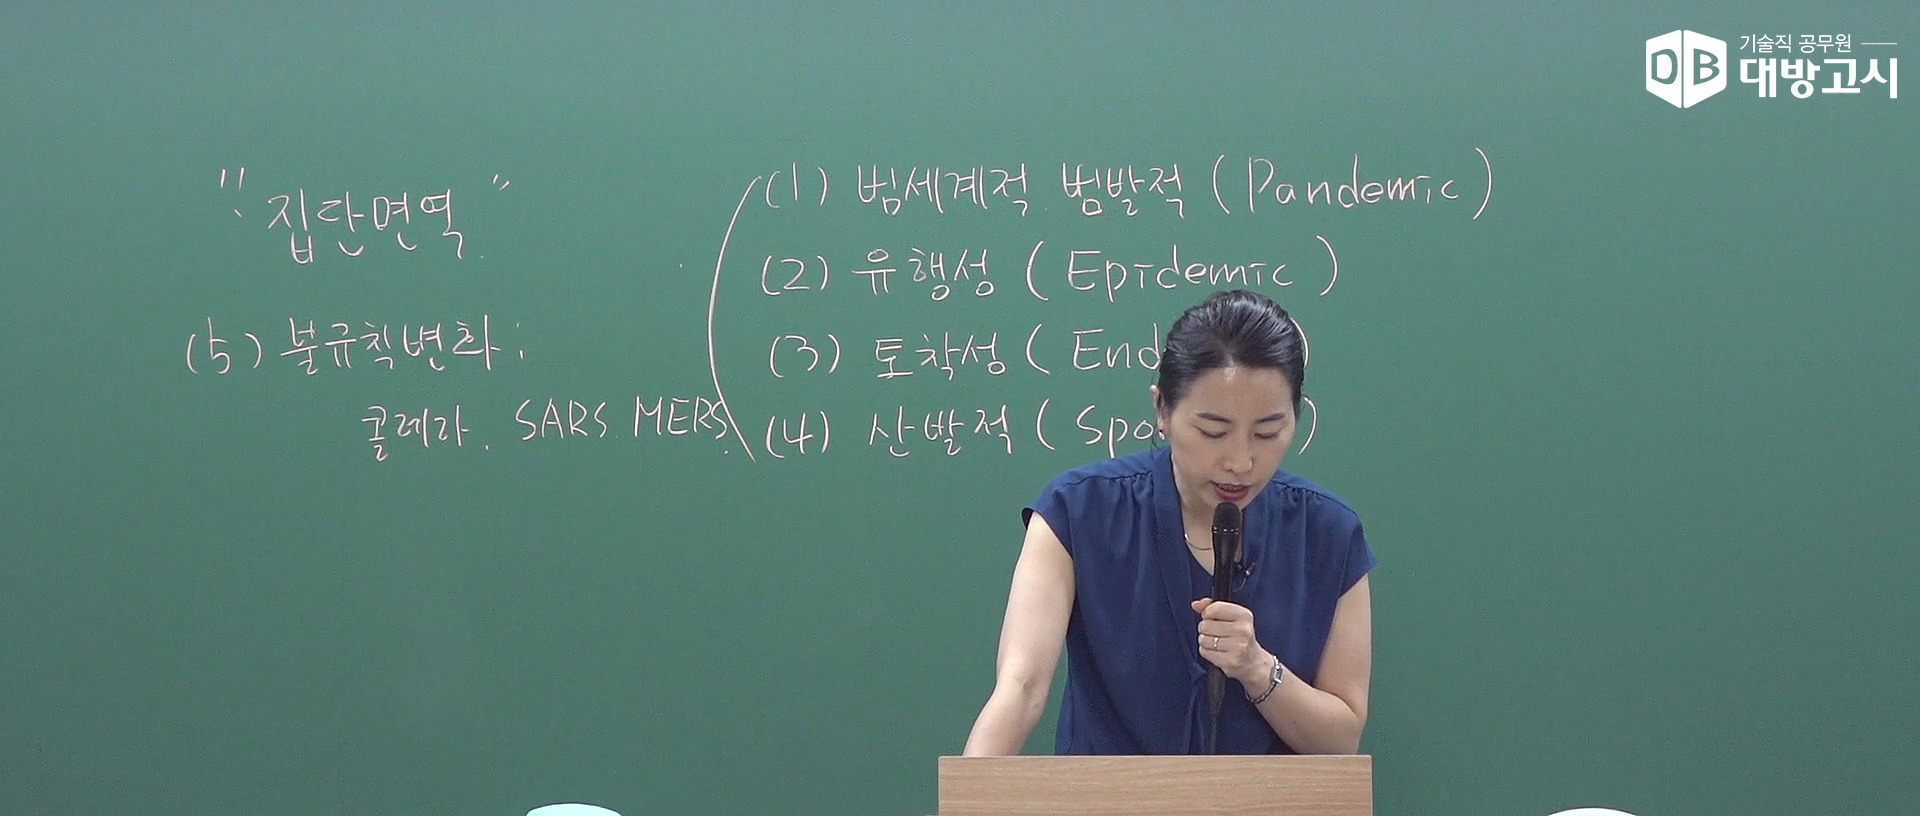 기술직 공무원
DB 대방고시
"집단면역"
(5) 불규칙변화:
콜레라. SARS. MERS.
(1) 범세계적. 범발적 (Pandemic)
(2) 유행성 (Epidemic)
(3) 토착성 (End )
(4) 산발적 (Spo )